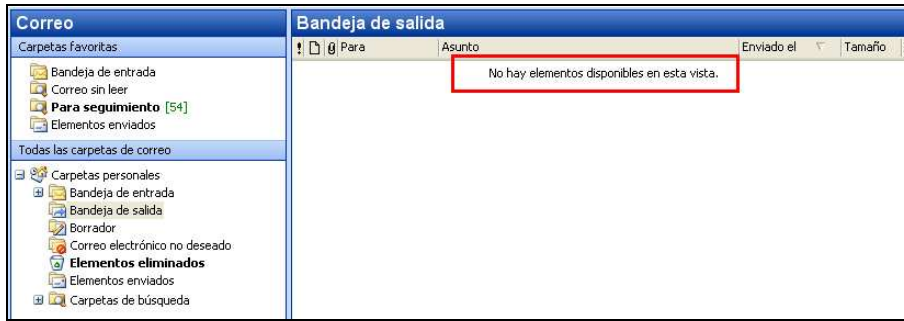 Correo
Carpetas favoritas
Bandeja de entrada
Correo sin leer
Para seguimiento [54]
Elementos enviados
Todas las carpetas de correo
Carpetas personales
Bandeja de entrada
Bandeja de salida
Borrador
Correo electrónico no deseado
Elementos eliminados
Elementos enviados
Carpetas de búsqueda
Bandeja de salida
! Para Asunto Enviado el Tamaño
No hay elementos disponibles en esta vista.